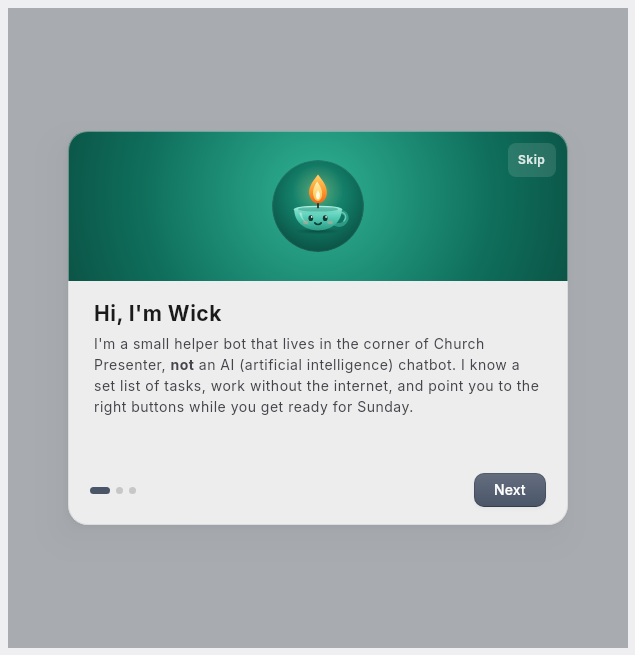 Skip
Hi, I'm Wick
I'm a small helper bot that lives in the corner of Church
Presenter, not an AI (artificial intelligence) chatbot. I know a
set list of tasks, work without the internet, and point you to the
right buttons while you get ready for Sunday.
Next